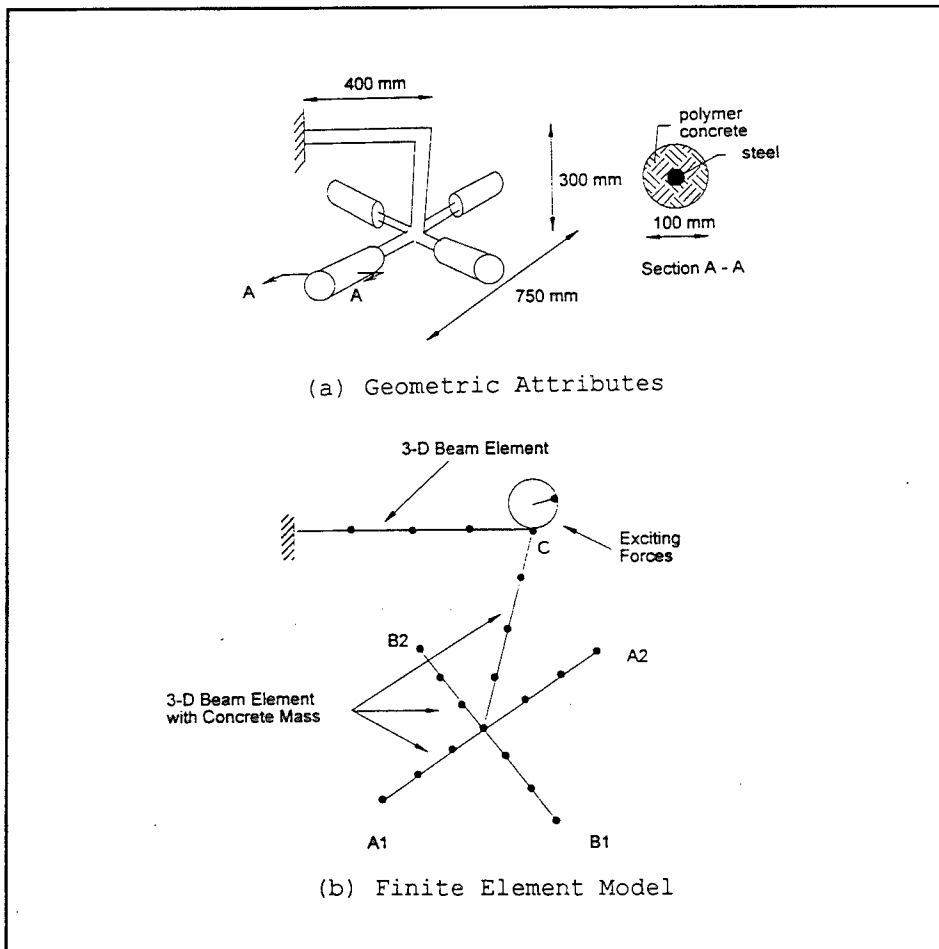 400 mm
polymer
concrete
steel
300 mm
100 mm
Section A - A
A
A
750 mm
(a) Geometric Attributes
3-D Beam Element
C
Exciting
Forces
B2
A2
3-D Beam Element
with Concrete Mass
A1
B1
(b) Finite Element Model